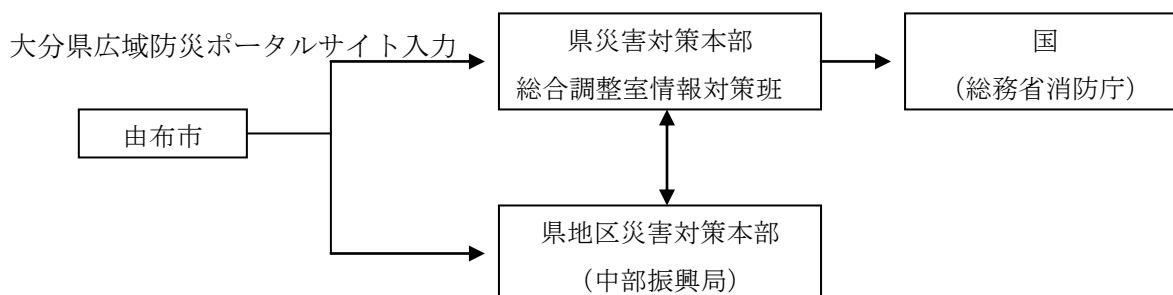 大分県広域防災ポータルサイト入力
県災害対策本部
総合調整室情報対策班
国
（総務省消防庁）
由布市
県地区災害対策本部
（中部振興局）